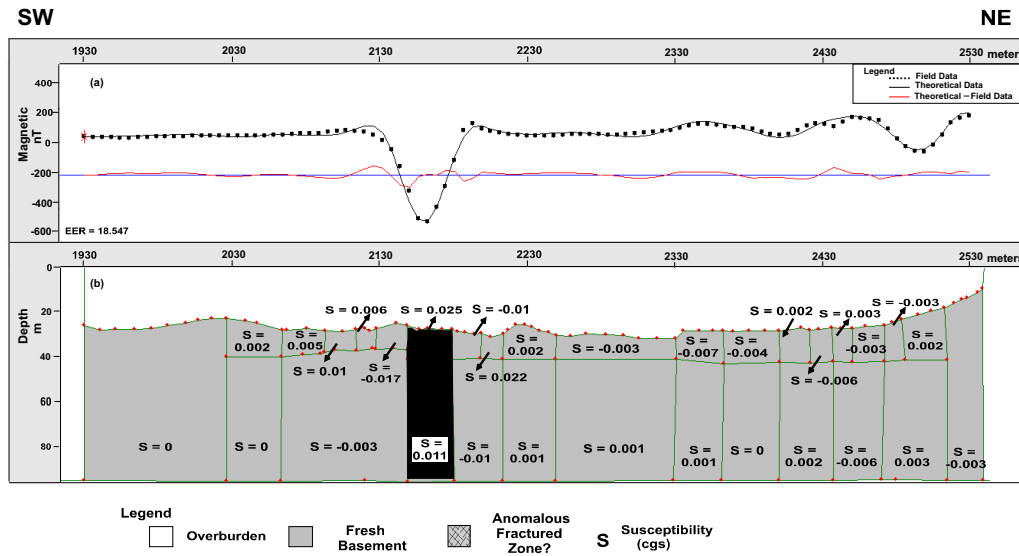 SW NE
1930 2030 2130 2230 2330 2430 2530 meters
(a)
Legend
Field Data
Theoretical Data
Theoretical – Field Data
Magnetic
nT
400
200
0
-200
-400
-600
EER = 18.547
1930 2030 2130 2230 2330 2430 2530 meters
(b)
Depth
m
0
20
40
60
80
S = 0.006 S = 0.025 S = -0.01 S = 0.002 S = 0.003 S = -0.003
S = 0.002
S = 0.005
S = 0.01
S = -0.017
S = 0.022
S = 0.002
S = -0.003
S = -0.007
S = -0.004
S = -0.006
S = -0.003
S = 0.002
S = 0
S = 0
S = -0.003
S = 0.011
S = -0.01
S = 0.001
S = 0.001
S = 0.001
S = 0
S = 0.002
S = -0.006
S = 0.003
S = -0.003
Legend
Overburden
Fresh
Basement
Anomalous
Fractured
Zone?
S Susceptibility
(cgs)